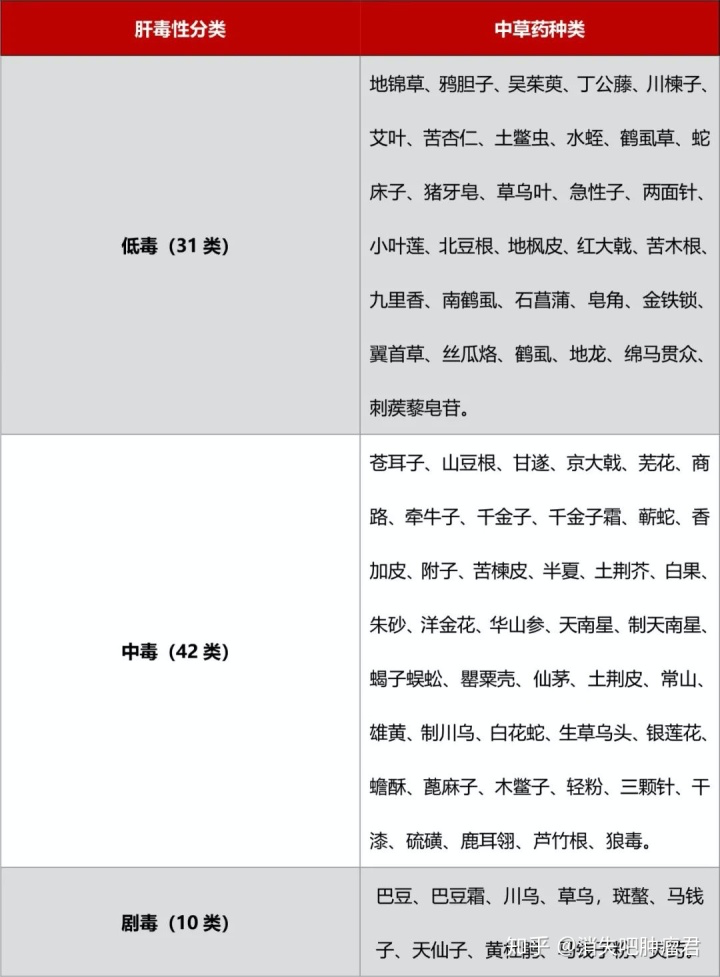 肝毒性分类
中草药种类
低毒（31 类）
地锦草、鸦胆子、吴茱萸、丁公藤、川楝子、
艾叶、苦杏仁、土鳖虫、水蛭、鹤虱草、蛇
床子、猪牙皂、草乌叶、急性子、两面针、
小叶莲、北豆根、地枫皮、红大戟、苦木根、
九里香、南鹤虱、石菖蒲、皂角、金铁锁、
翼首草、丝瓜烙、鹤虱、地龙、绵马贯众、
刺蒺藜皂苷。
中毒（42 类）
苍耳子、山豆根、甘遂、京大戟、芫花、商
路、牵牛子、千金子、千金子霜、蕲蛇、香
加皮、附子、苦楝皮、半夏、土荆芥、白果、
朱砂、洋金花、华山参、天南星、制天南星、
蝎子蜈蚣、罂粟壳、仙茅、土荆皮、常山、
雄黄、制川乌、白花蛇、生草乌头、银莲花、
蟾酥、蓖麻子、木鳖子、轻粉、三颗针、干
漆、硫磺、鹿耳翎、芦竹根、狼毒。
剧毒（10 类）
巴豆、巴豆霜、川乌、草乌，斑螯、马钱
子、天仙子、黄杜鹃、马钱子粉、
知乎 @消失吧肿瘤君